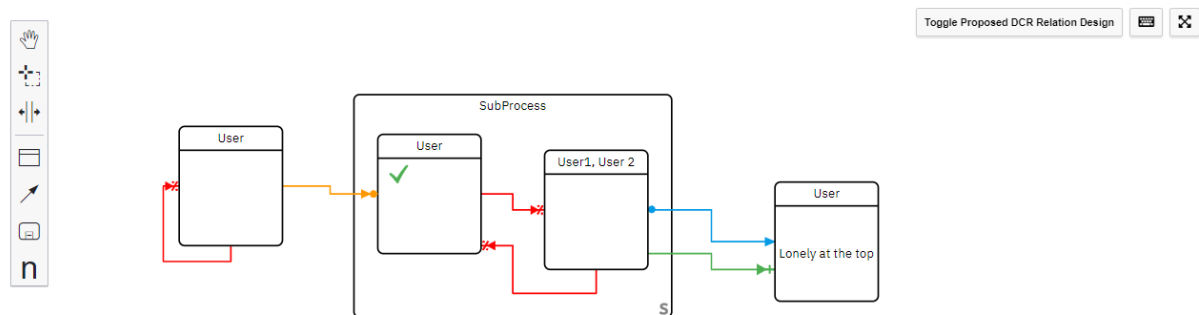 Toggle Proposed DCR Relation Design
SubProcess
User
User
User1, User 2
User
Lonely at the top
S
n